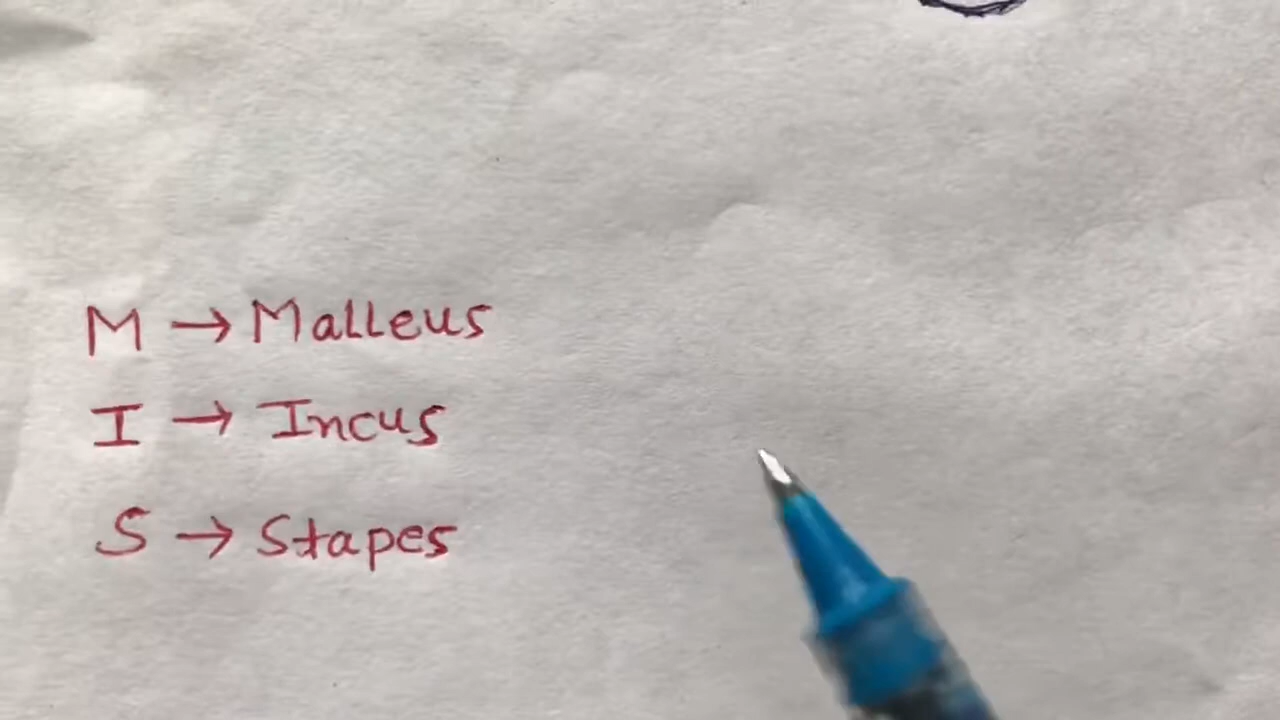 M → Malleus
I → Incus
S → Stapes